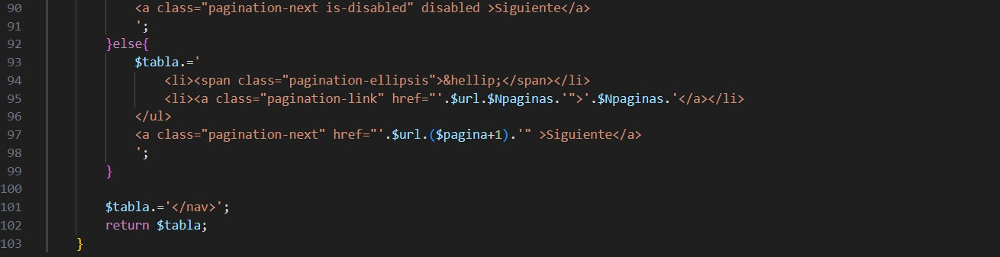 90 <a class="pagination-next is-disabled" disabled >Siguiente</a>
91 ';
92 }else{
93 $tabla.='
94 <li><span class="pagination-ellipsis">&hellip;</span></li>
95 <li><a class="pagination-link" href="'.$url.$Npaginas.'">'.$Npaginas.'</a></li>
96 </ul>
97 <a class="pagination-next" href="'.$url.($pagina+1).'" >Siguiente</a>
98 ';
99 }
100
101 $tabla.='</nav>';
102 return $tabla;
103 }